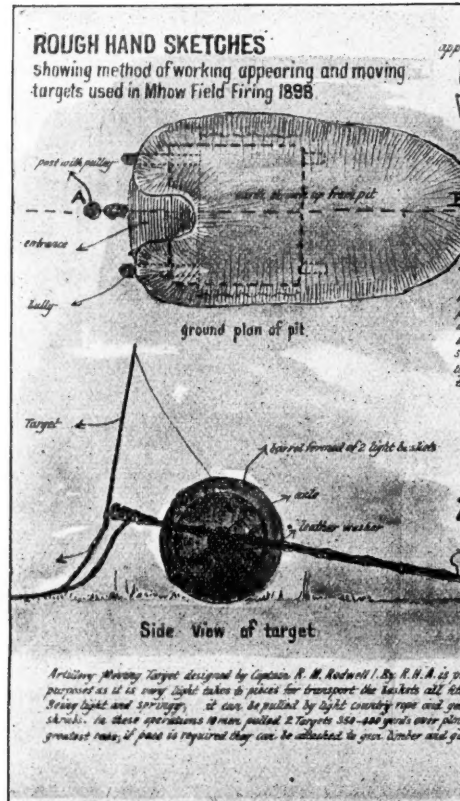 ROUGH HAND SKETCHES
showing method of working appearing and moving
targets used in Mhow Field Firing 1898
app
post with pulley
A
earth thrown up from pit
entrance
bully
ground plan of pit
Target
barrel formed of 2 light baskets
axle
leather washer
Side View of target
Artillery Moving Target designed by Captain R. M. Rodwell I. By. R.H.A. is
purposes as it is very light takes to pieces for transport the baskets all
Being light and springy, it can be pulled by light country rope and
shrubs. In these operations 10 men pulled 2 Targets 350-400 yards over
greatest ease, if pace is required they can be attached to gun limber and